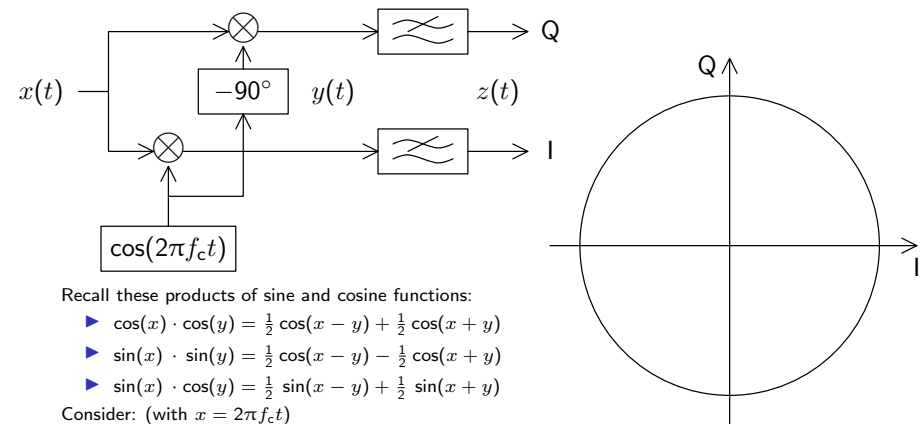 Q
−90°
x(t)
y(t)
z(t)
I
cos(2πf_c t)
Q
I
Recall these products of sine and cosine functions:
▶ cos(x) · cos(y) = ½ cos(x − y) + ½ cos(x + y)
▶ sin(x) · sin(y) = ½ cos(x − y) − ½ cos(x + y)
▶ sin(x) · cos(y) = ½ sin(x − y) + ½ sin(x + y)
Consider: (with x = 2πf_c t)